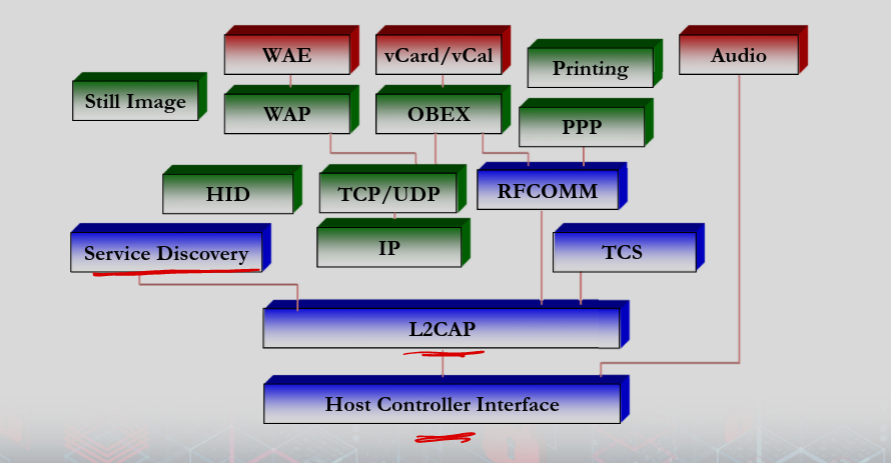 WAE
vCard/vCal
Printing
Audio
Still Image
WAP
OBEX
PPP
HID
TCP/UDP
RFCOMM
Service Discovery
IP
TCS
L2CAP
Host Controller Interface